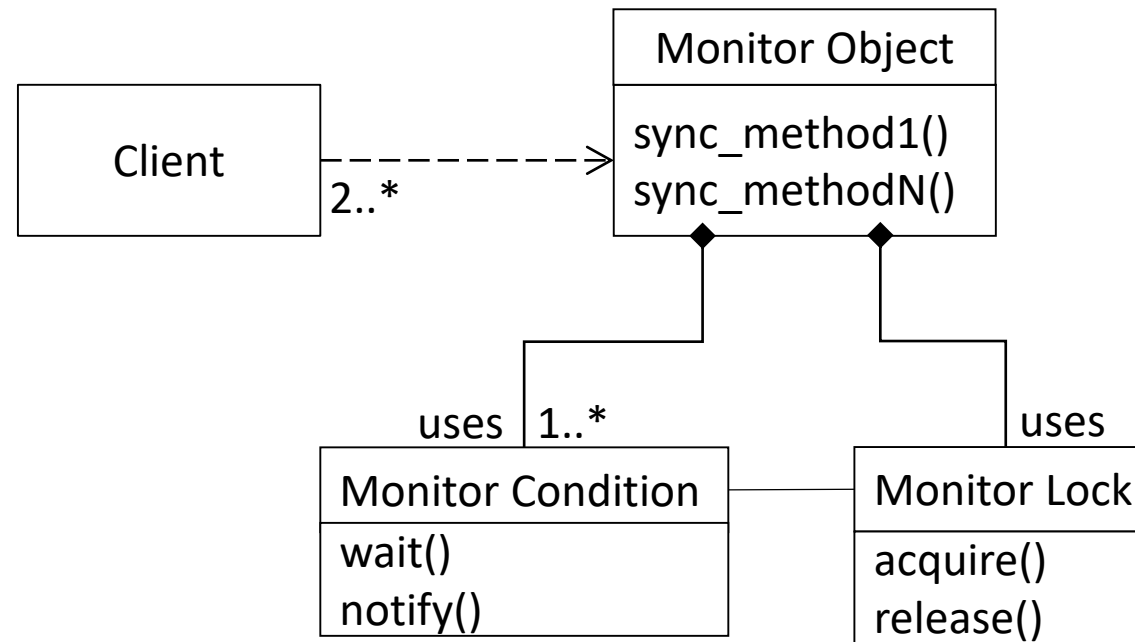 Monitor Object
sync_method1()
sync_methodN()
Client
2..*
uses
1..*
uses
Monitor Condition
wait()
notify()
Monitor Lock
acquire()
release()